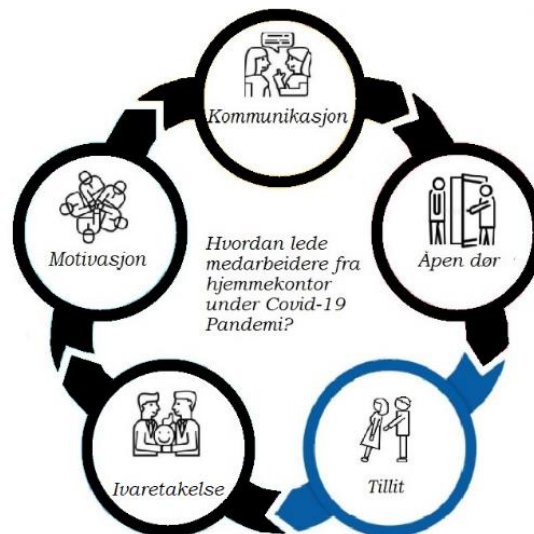 Kommunikasjon
Åpen dør
Tillit
Ivaretakelse
Motivasjon
Hvordan lede
medarbeidere fra
hjemmekontor
under Covid-19
Pandemi?